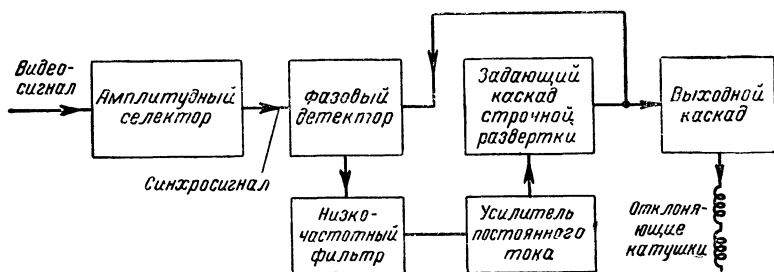 Видео-
сигнал
Амплитудный
селектор
Синхросигнал
Фазовый
детектор
Задающий
каскад
строчной
развертки
Выходной
каскад
Низко-
частотный
фильтр
Усилитель
постоянного
тока
Отклоня-
ющие
катушки